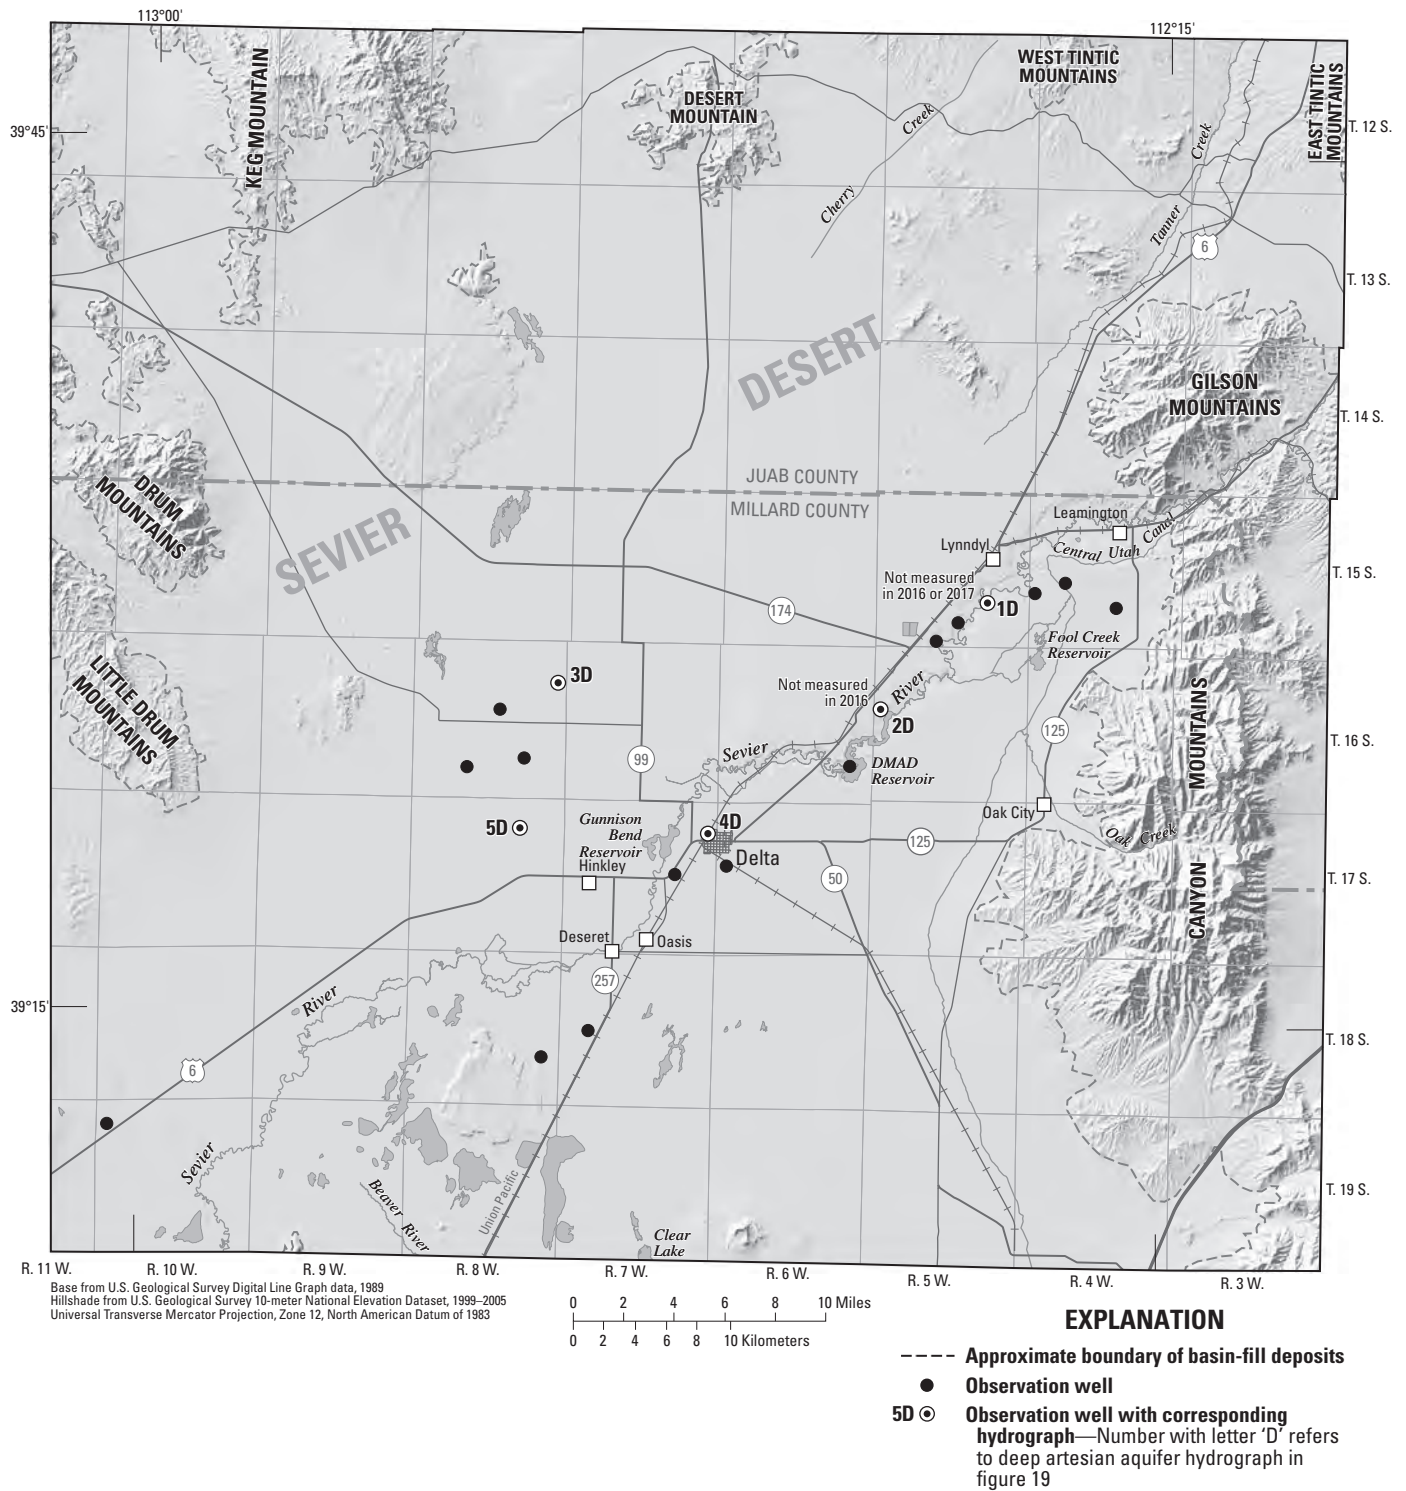 113°00'
112°15'
KEG MOUNTAIN
DESERT
MOUNTAIN
WEST TINTIC
MOUNTAINS
EAST TINTIC
MOUNTAINS
39°45'
T. 12 S.
Cherry
Creek
Tanner
Creek
6
T. 13 S.
DESERT
GILSON
MOUNTAINS
T. 14 S.
DRUM
MOUNTAINS
JUAB COUNTY
MILLARD COUNTY
SEVIER
Leamington
Lynndyl
Central Utah Canal
Not measured
in 2016 or 2017
1D
T. 15 S.
174
Fool Creek
Reservoir
LITTLE DRUM
MOUNTAINS
3D
Not measured
in 2016
River
2D
125
MOUNTAINS
T. 16 S.
Sevier
99
DMAD
Reservoir
5D
Gunnison
Bend
Reservoir
4D
Oak City
Oak Creek
125
Delta
Hinkley
50
CANYON
T. 17 S.
Deseret
Oasis
257
39°15'
River
T. 18 S.
6
Sevier
Beaver River
Union Pacific
Clear
Lake
T. 19 S.
R. 11 W.
R. 10 W.
R. 9 W.
R. 8 W.
R. 7 W.
R. 6 W.
R. 5 W.
R. 4 W.
R. 3 W.
Base from U.S. Geological Survey Digital Line Graph data, 1989
Hillshade from U.S. Geological Survey 10-meter National Elevation Dataset, 1999–2005
Universal Transverse Mercator Projection, Zone 12, North American Datum of 1983
0 2 4 6 8 10 Miles
0 2 4 6 8 10 Kilometers
EXPLANATION
Approximate boundary of basin-fill deposits
Observation well
5D Observation well with corresponding
hydrograph—Number with letter ‘D’ refers
to deep artesian aquifer hydrograph in
figure 19